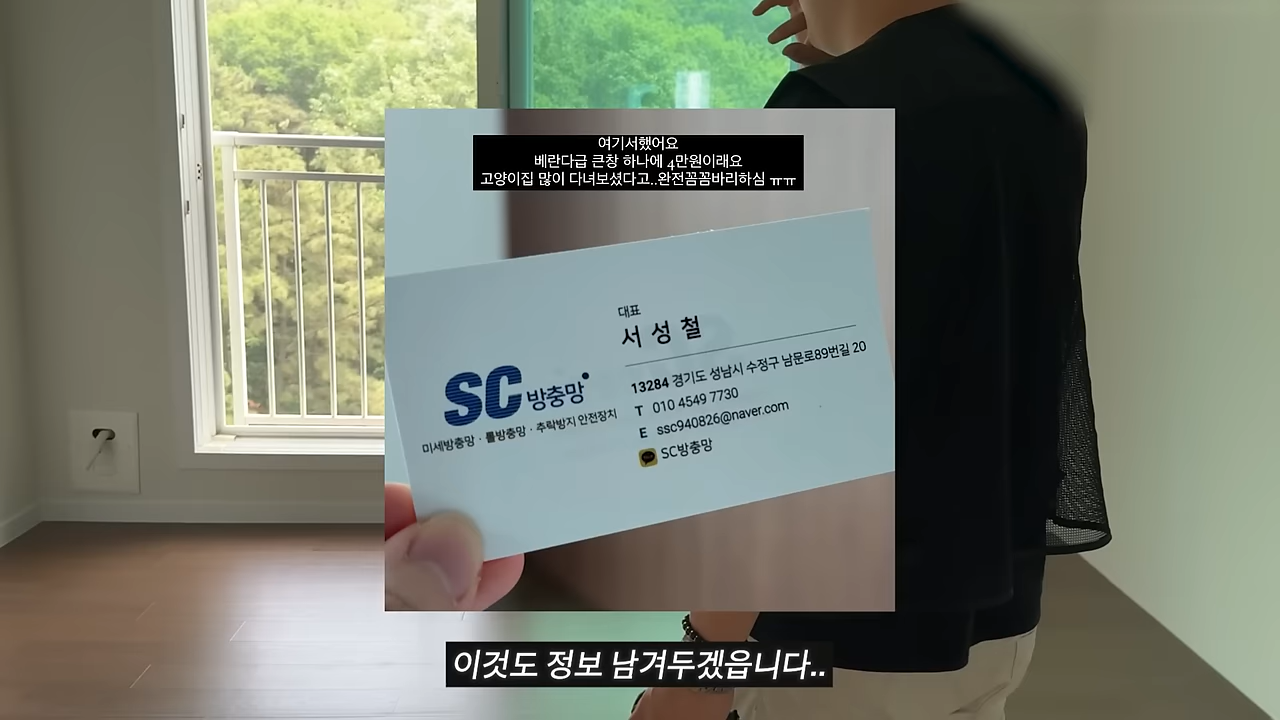 여기서했어요
베란다급 큰창 하나에 4만원이래요
고양이집 많이 다녀보셨다고..완전꼼꼼바리하심 ㅠㅠ
대표
서성철
SC 방충망
미세방충망 · 롤방충망 · 추락방지 안전장치
13284 경기도 성남시 수정구 남문로89번길 20
T 010 4549 7730
E ssc940826@naver.com
SC방충망
이것도 정보 남겨두겠읍니다..